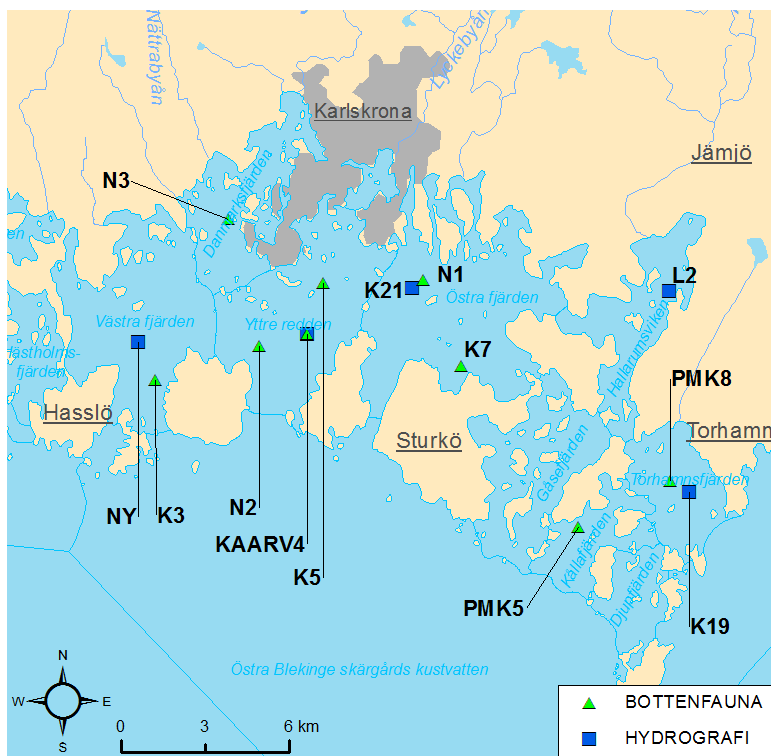 Nättrabyån
Lyckebyån
Karlskrona
Jämjö
N3
Danmarksfjärden
K21
N1
L2
Östra fjärden
Västra fjärden
Yttre redden
Hallarumsviken
fjärden
K7
PMK8
Hasslö
Sturkö
Torhamn
Gåsefjärden
Torhamnsfjärden
NY
K3
N2
KAARV4
K5
Kållafjärden
Djupfjärden
PMK5
K19
Östra Blekinge skärgårds kustvatten
N
W
E
S
0
3
6 km
BOTTENFAUNA
HYDROGRAFI